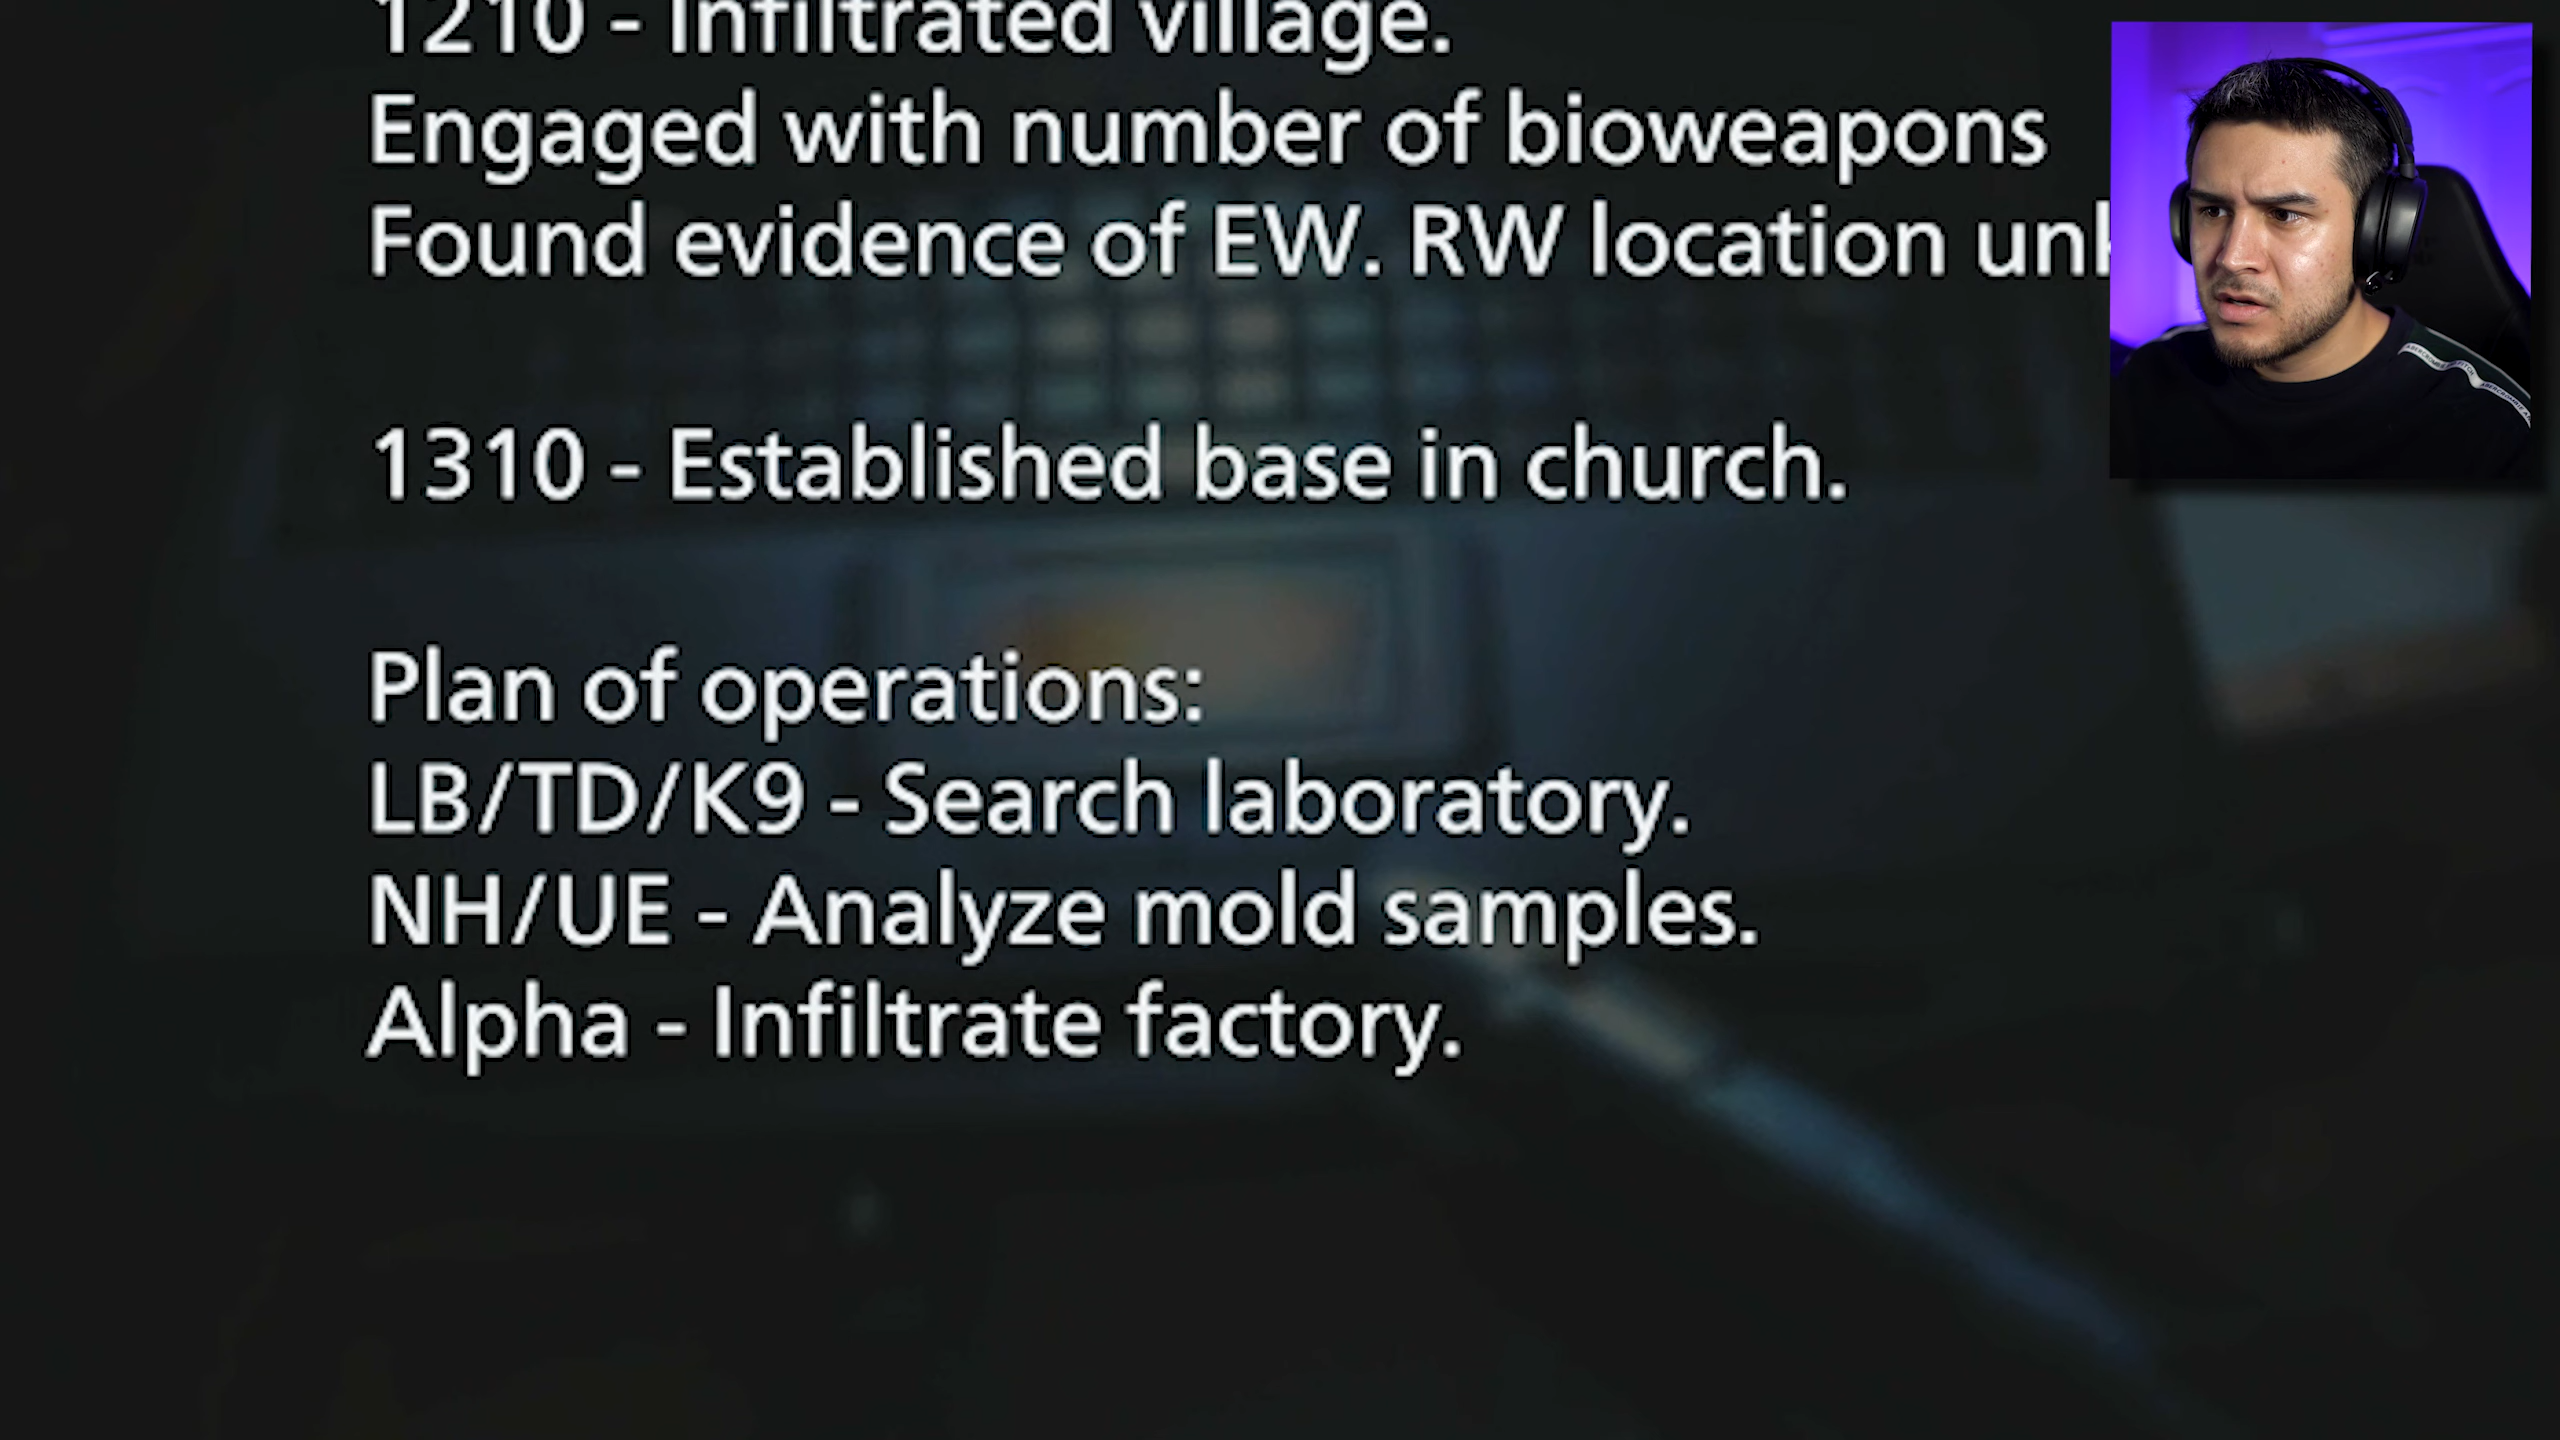 1210 - Infiltrated village.
Engaged with number of bioweapons
Found evidence of EW. RW location
1310 - Established base in church.
Plan of operations:
LB/TD/K9 - Search laboratory.
NH/UE - Analyze mold samples.
Alpha - Infiltrate factory.